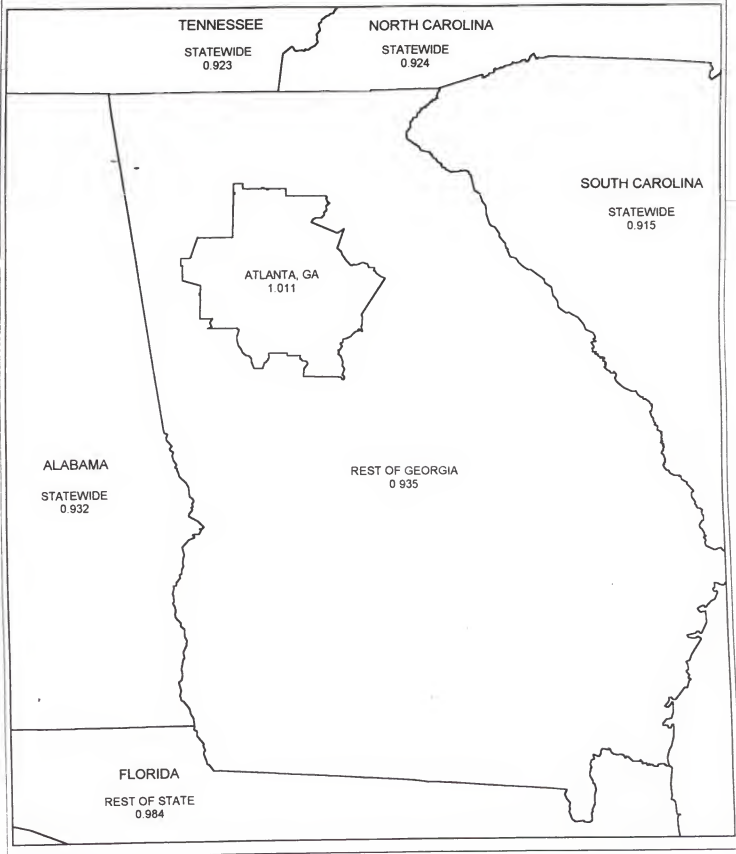 TENNESSEE
STATEWIDE
0.923
NORTH CAROLINA
STATEWIDE
0.924
SOUTH CAROLINA
STATEWIDE
0.915
ATLANTA, GA
1.011
ALABAMA
STATEWIDE
0.932
REST OF GEORGIA
0 935
FLORIDA
REST OF STATE
0.984